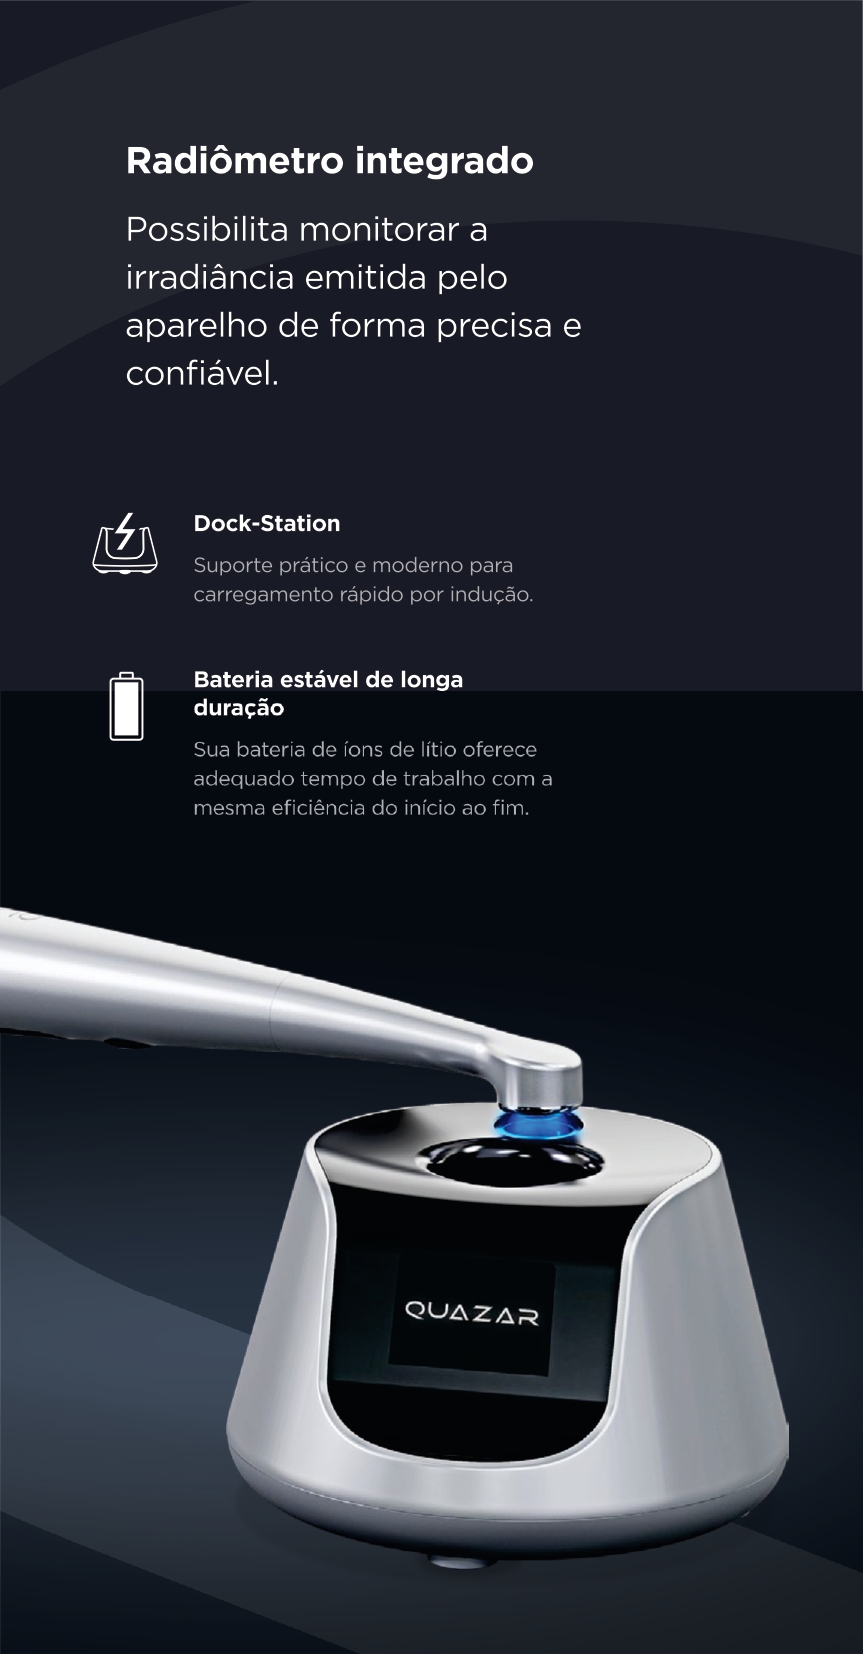 Radiômetro integrado
Possibilita monitorar a
irradiância emitida pelo
aparelho de forma precisa e
confiável.
Dock-Station
Suporte prático e moderno para
carregamento rápido por indução.
Bateria estável de longa
duração
Sua bateria de íons de lítio oferece
adequado tempo de trabalho com a
mesma eficiência do início ao fim.
QUAZAR